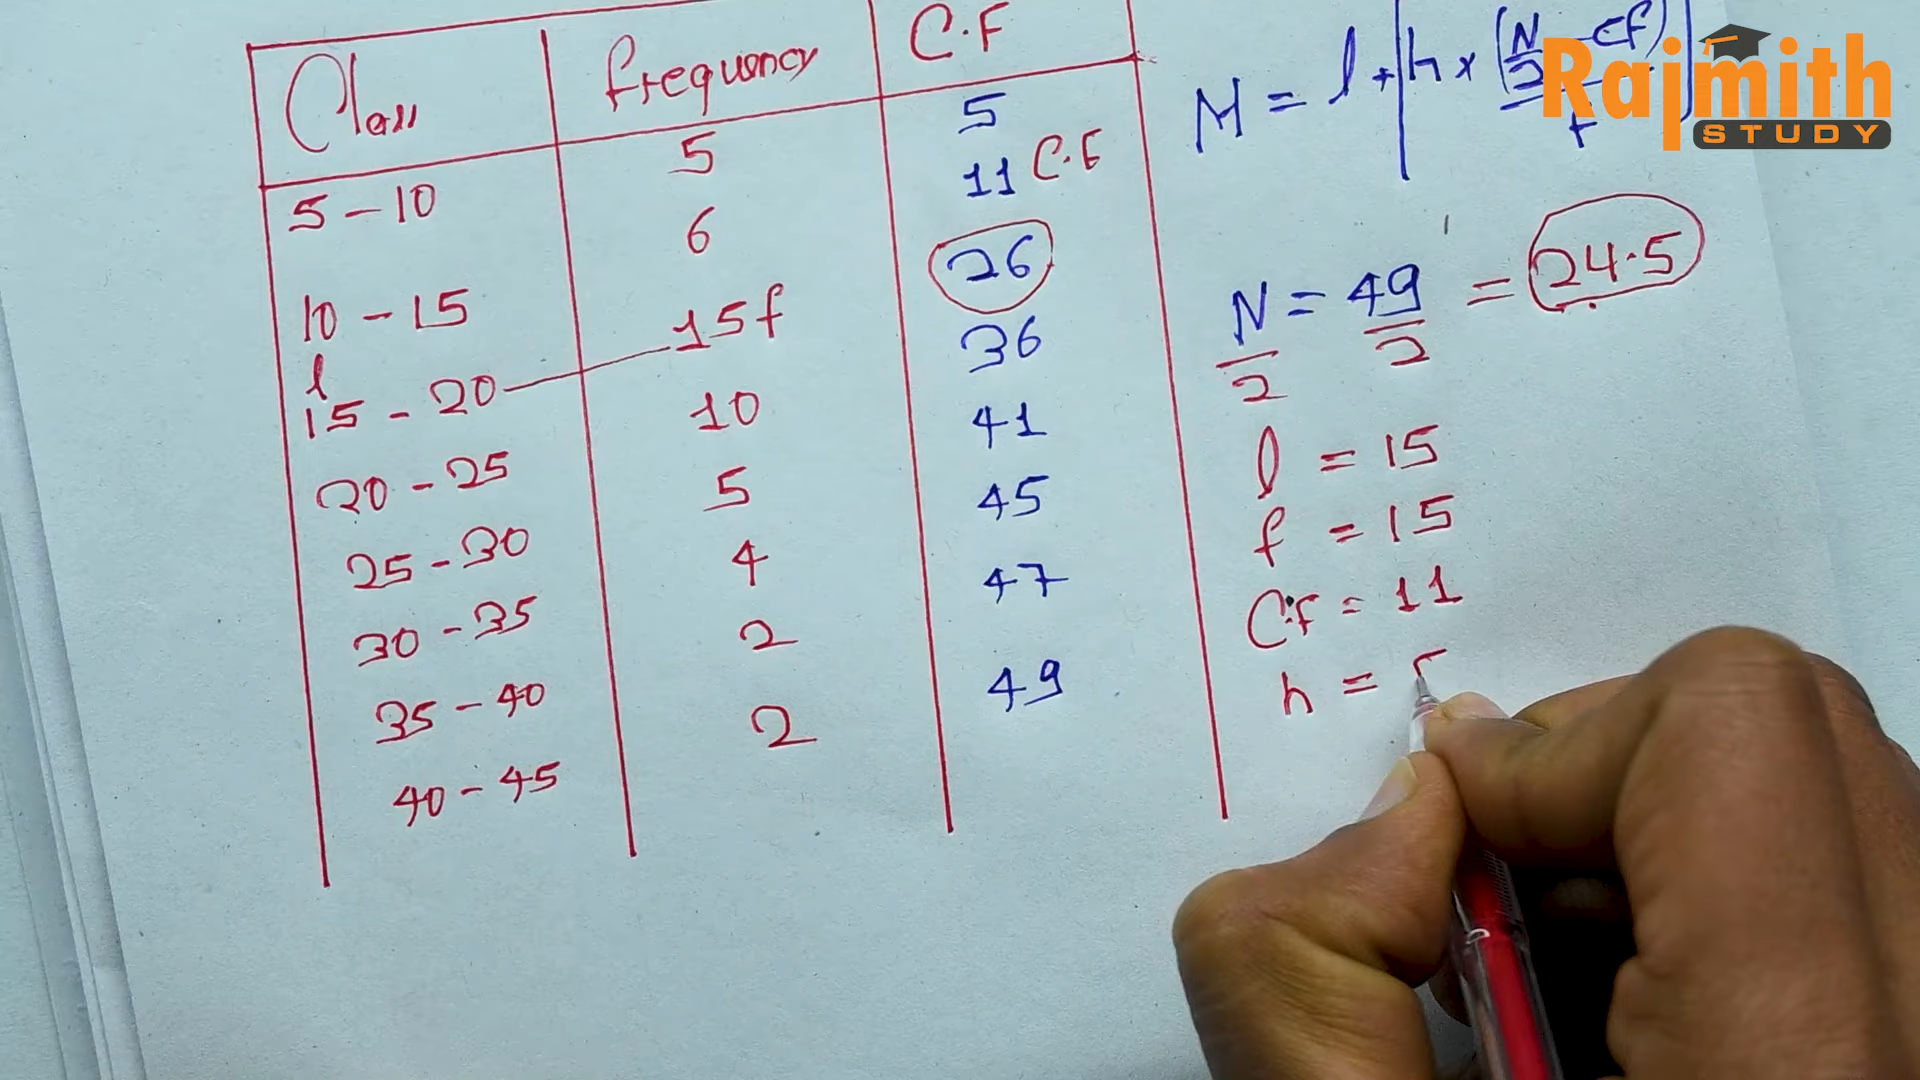 Class frequency C.F
5-10 5 5
10-15 6 11 C.F
l
15-20 15 f 26
20-25 10 36
25-30 5 41
30-35 4 45
35-40 2 47
40-45 2 49
M = l + [h × (N/2 - CF)/f]
N/2 = 49/2 = 24.5
l = 15
f = 15
C.F = 11
h = 5
Rajmith
STUDY